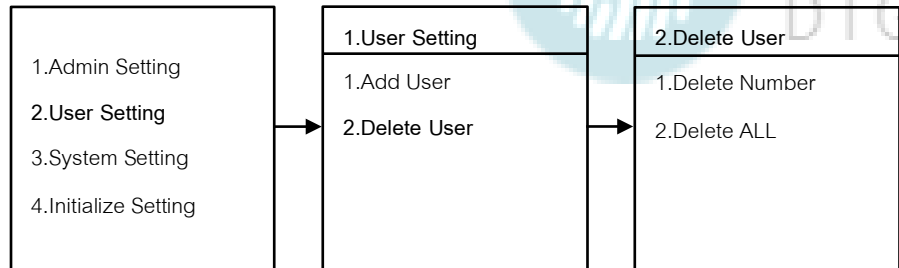 1.Admin Setting
2.User Setting
3.System Setting
4.Initialize Setting
1.User Setting
1.Add User
2.Delete User
2.Delete User
1.Delete Number
2.Delete ALL